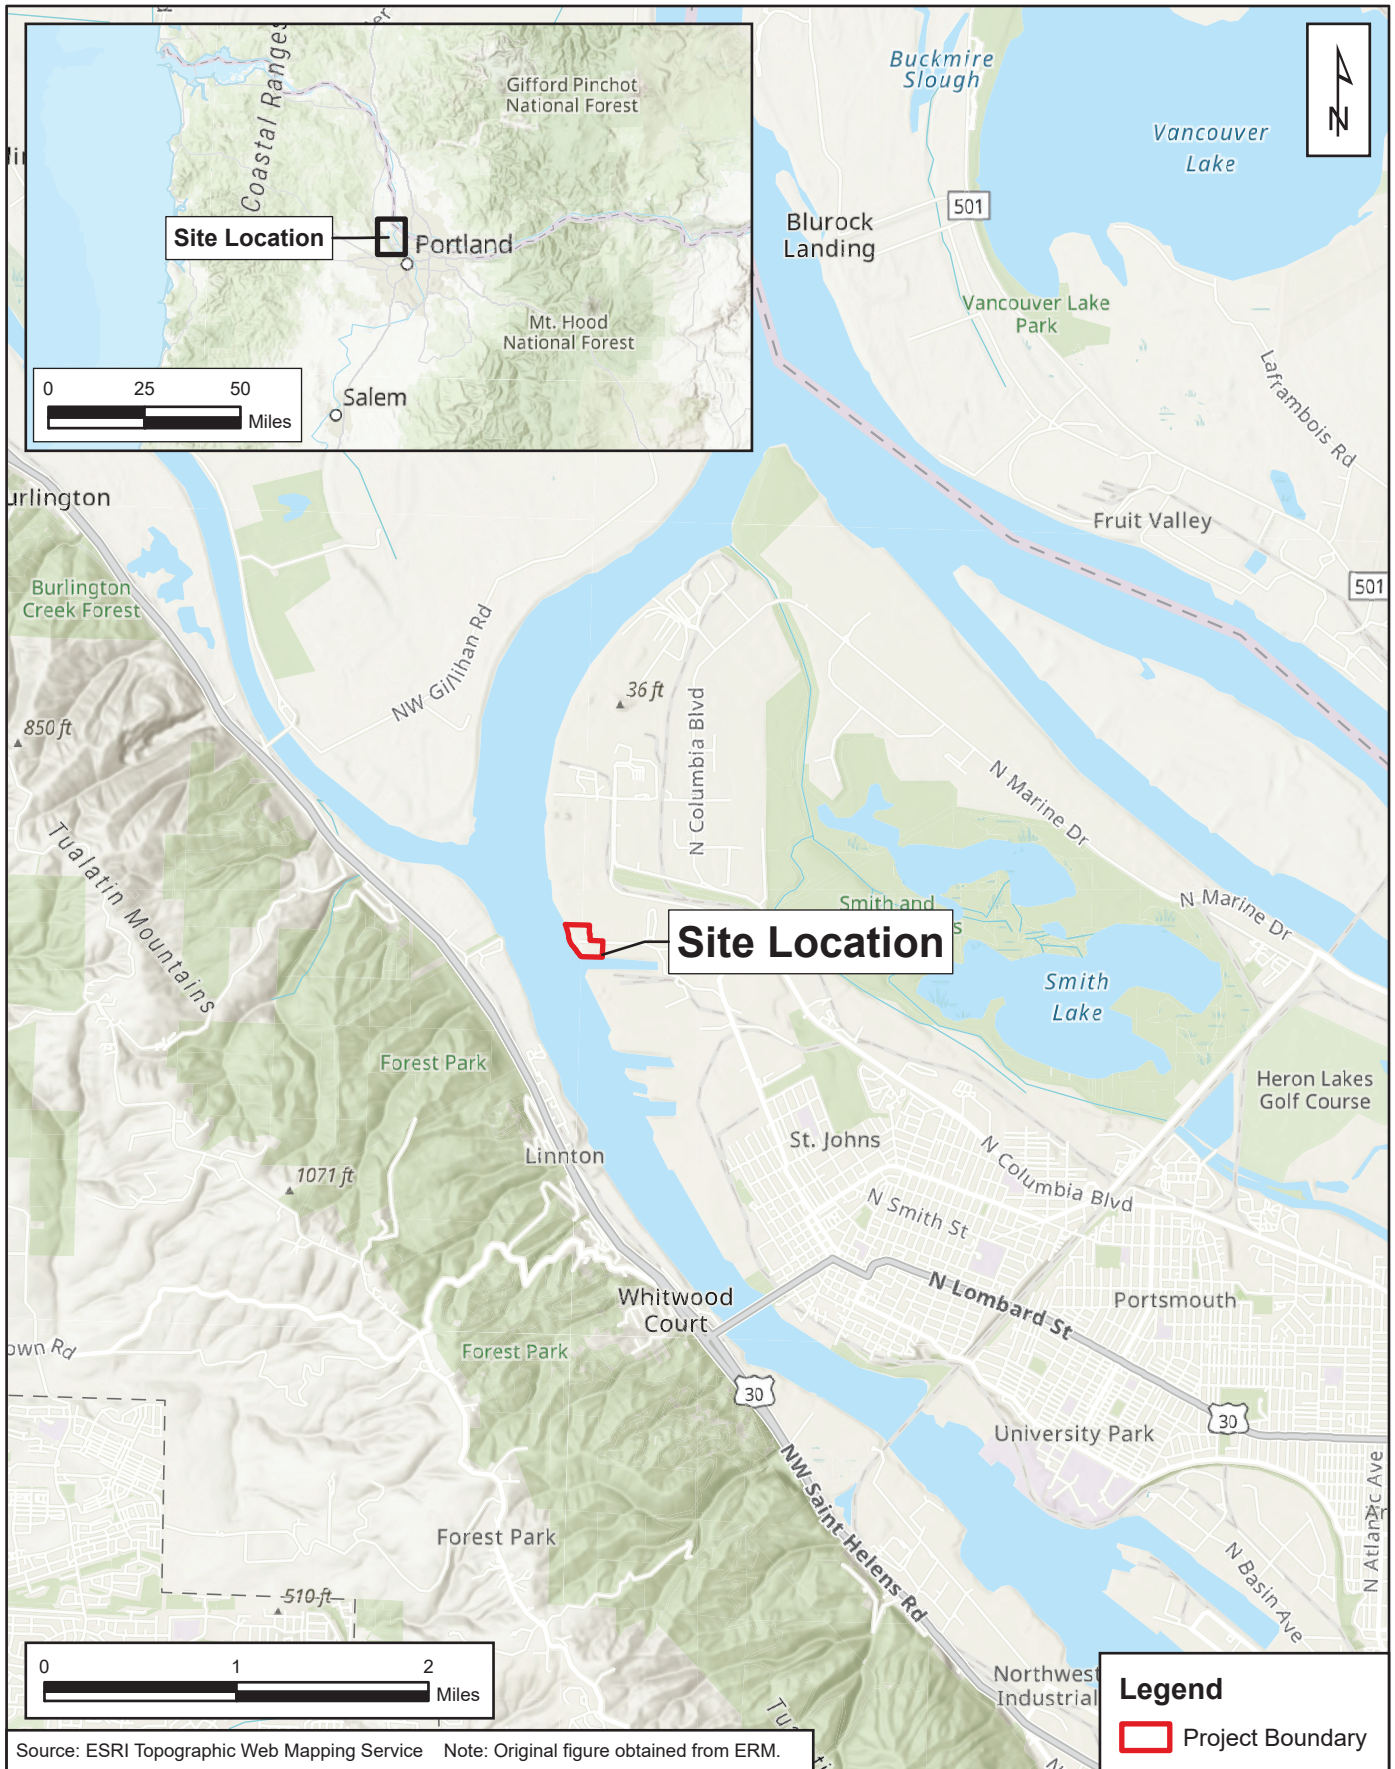 Coastal Ranges
Gifford Pinchot
National Forest
Site Location
Portland
Mt. Hood
National Forest
Salem
0 25 50
Miles
N
Buckmire
Slough
Vancouver
Lake
501
Blurock
Landing
Vancouver Lake
Park
Laframbois Rd
Fruit Valley
501
urlington
Burlington
Creek Forest
NW Gillihan Rd
36 ft
N Columbia Blvd
850 ft
N Marine Dr
Tualatin Mountains
N Marine Dr
Smith and
s
Site Location
Smith
Lake
Forest Park
Heron Lakes
Golf Course
St. Johns
Linnton
N Columbia Blvd
1071 ft
N Smith St
N Lombard St
Whitwood
Court
Portsmouth
own Rd
Forest Park
30
30
University Park
NW Saint Helens Rd
N Atlantic Ave
Ar
Forest Park
N Basin Ave
510 ft
0 1 2
Miles
Northwest
Industrial
Legend
Project Boundary
Source: ESRI Topographic Web Mapping Service Note: Original figure obtained from ERM.